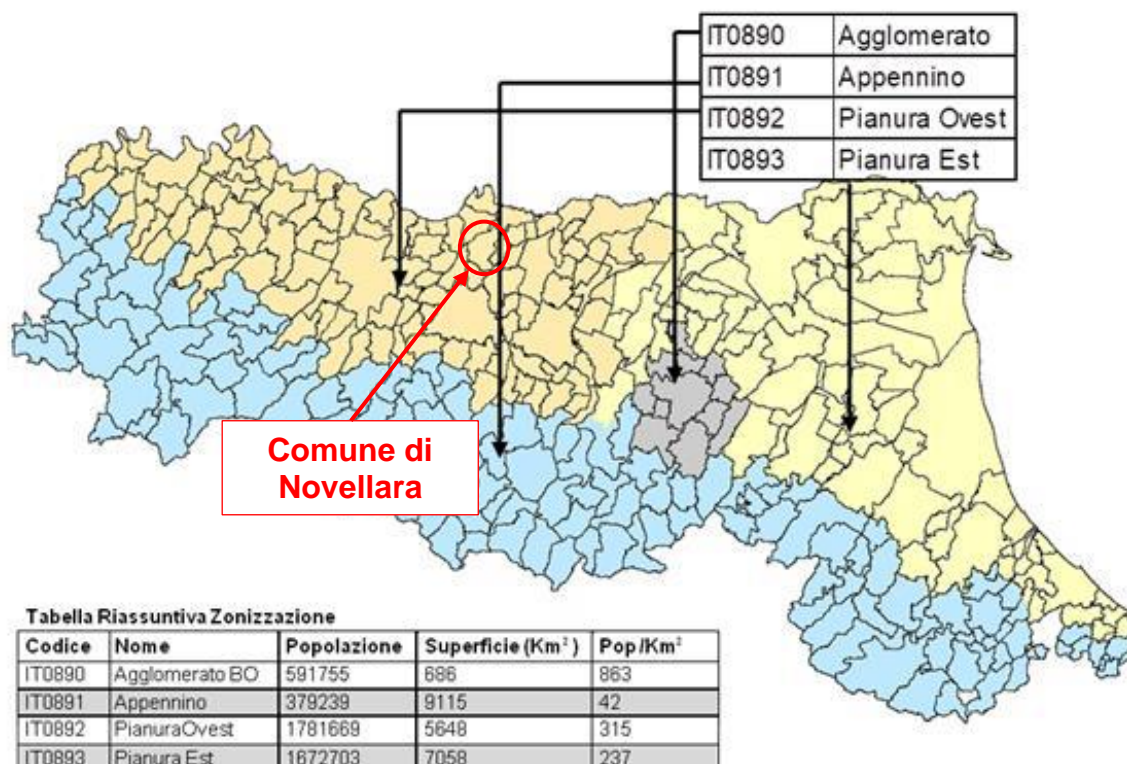 IT0890 Agglomerato
IT0891 Appennino
IT0892 Pianura Ovest
IT0893 Pianura Est
Comune di
Novellara
Tabella Riassuntiva Zonizzazione
Codice Nome Popolazione Superficie (Km²) Pop/Km²
IT0890 Agglomerato BO 591755 686 863
IT0891 Appennino 379239 9115 42
IT0892 PianuraOvest 1781669 5648 315
IT0893 Pianura Est 1672703 7058 237